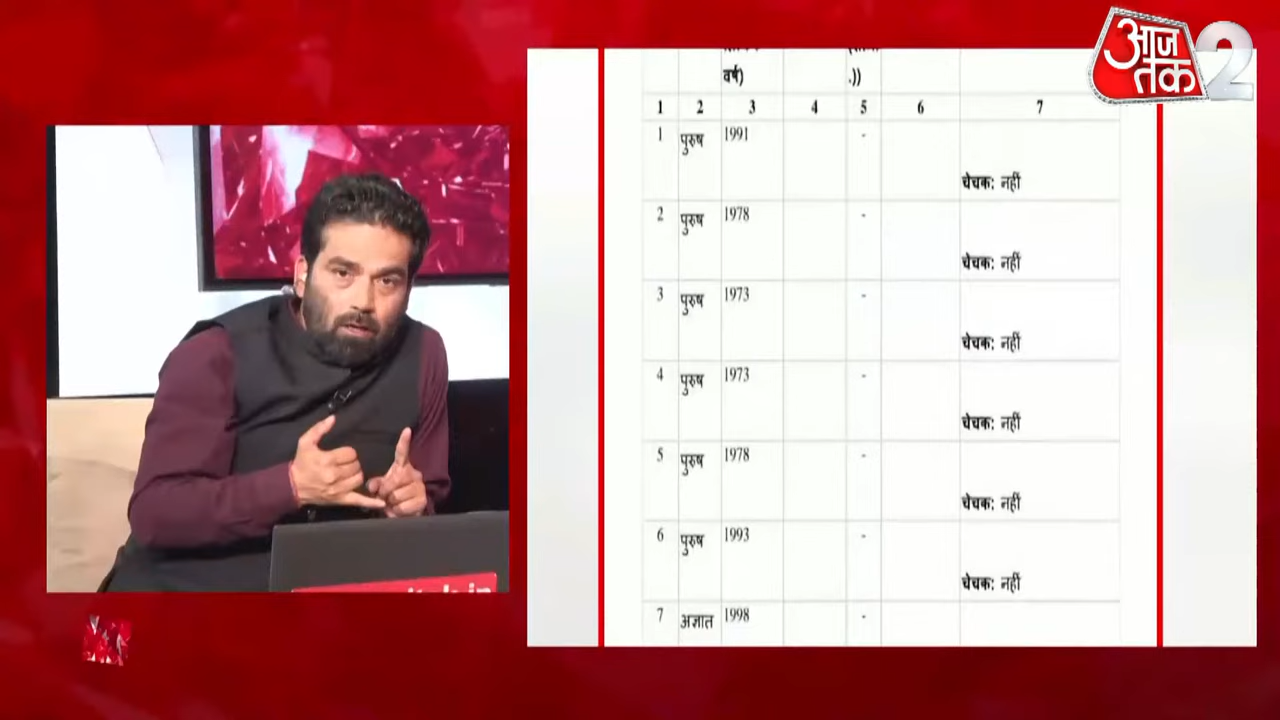 आज
तक 2
वर्ष) .))
1 2 3 4 5 6 7
1 पुरुष 1991 -
चेचक: नहीं
2 पुरुष 1978 -
चेचक: नहीं
3 पुरुष 1973 -
चेचक: नहीं
4 पुरुष 1973 -
चेचक: नहीं
5 पुरुष 1978 -
चेचक: नहीं
6 पुरुष 1993 -
चेचक: नहीं
7 अज्ञात 1998 -